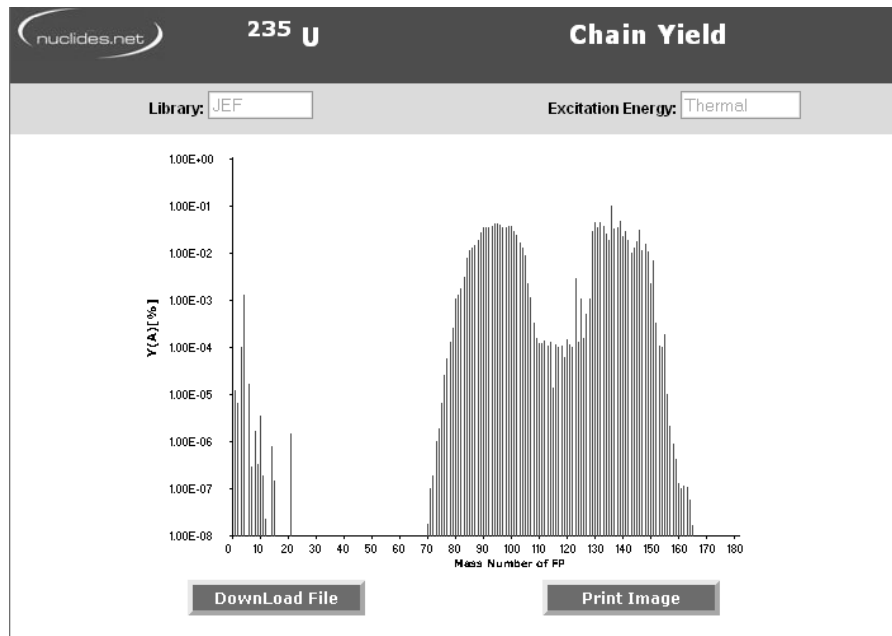 nuclides.net
235 U
Chain Yield
Library: JEF
Excitation Energy: Thermal
1.00E+00
1.00E-01
1.00E-02
1.00E-03
1.00E-04
1.00E-05
1.00E-06
1.00E-07
1.00E-08
Y(A)[%]
0 10 20 30 40 50 60 70 80 90 100 110 120 130 140 150 160 170 180
Mass Number of FP
DownLoad File
Print Image